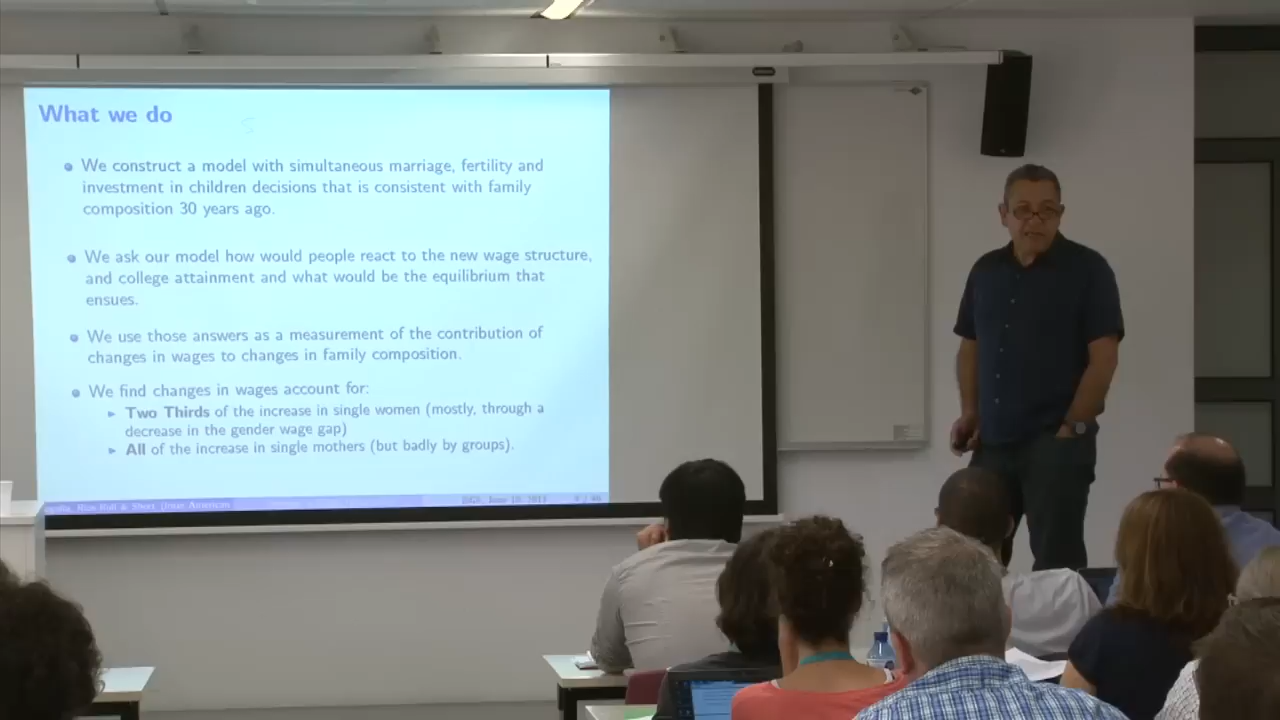 What we do
We construct a model with simultaneous marriage, fertility and
investment in children decisions that is consistent with family
composition 30 years ago.
We ask our model how would people react to the new wage structure,
and college attainment and what would be the equilibrium that
ensues.
We use those answers as a measurement of the contribution of
changes in wages to changes in family composition.
We find changes in wages account for:
Two Thirds of the increase in single women (mostly, through a
decrease in the gender wage gap)
All of the increase in single mothers (but badly by groups).